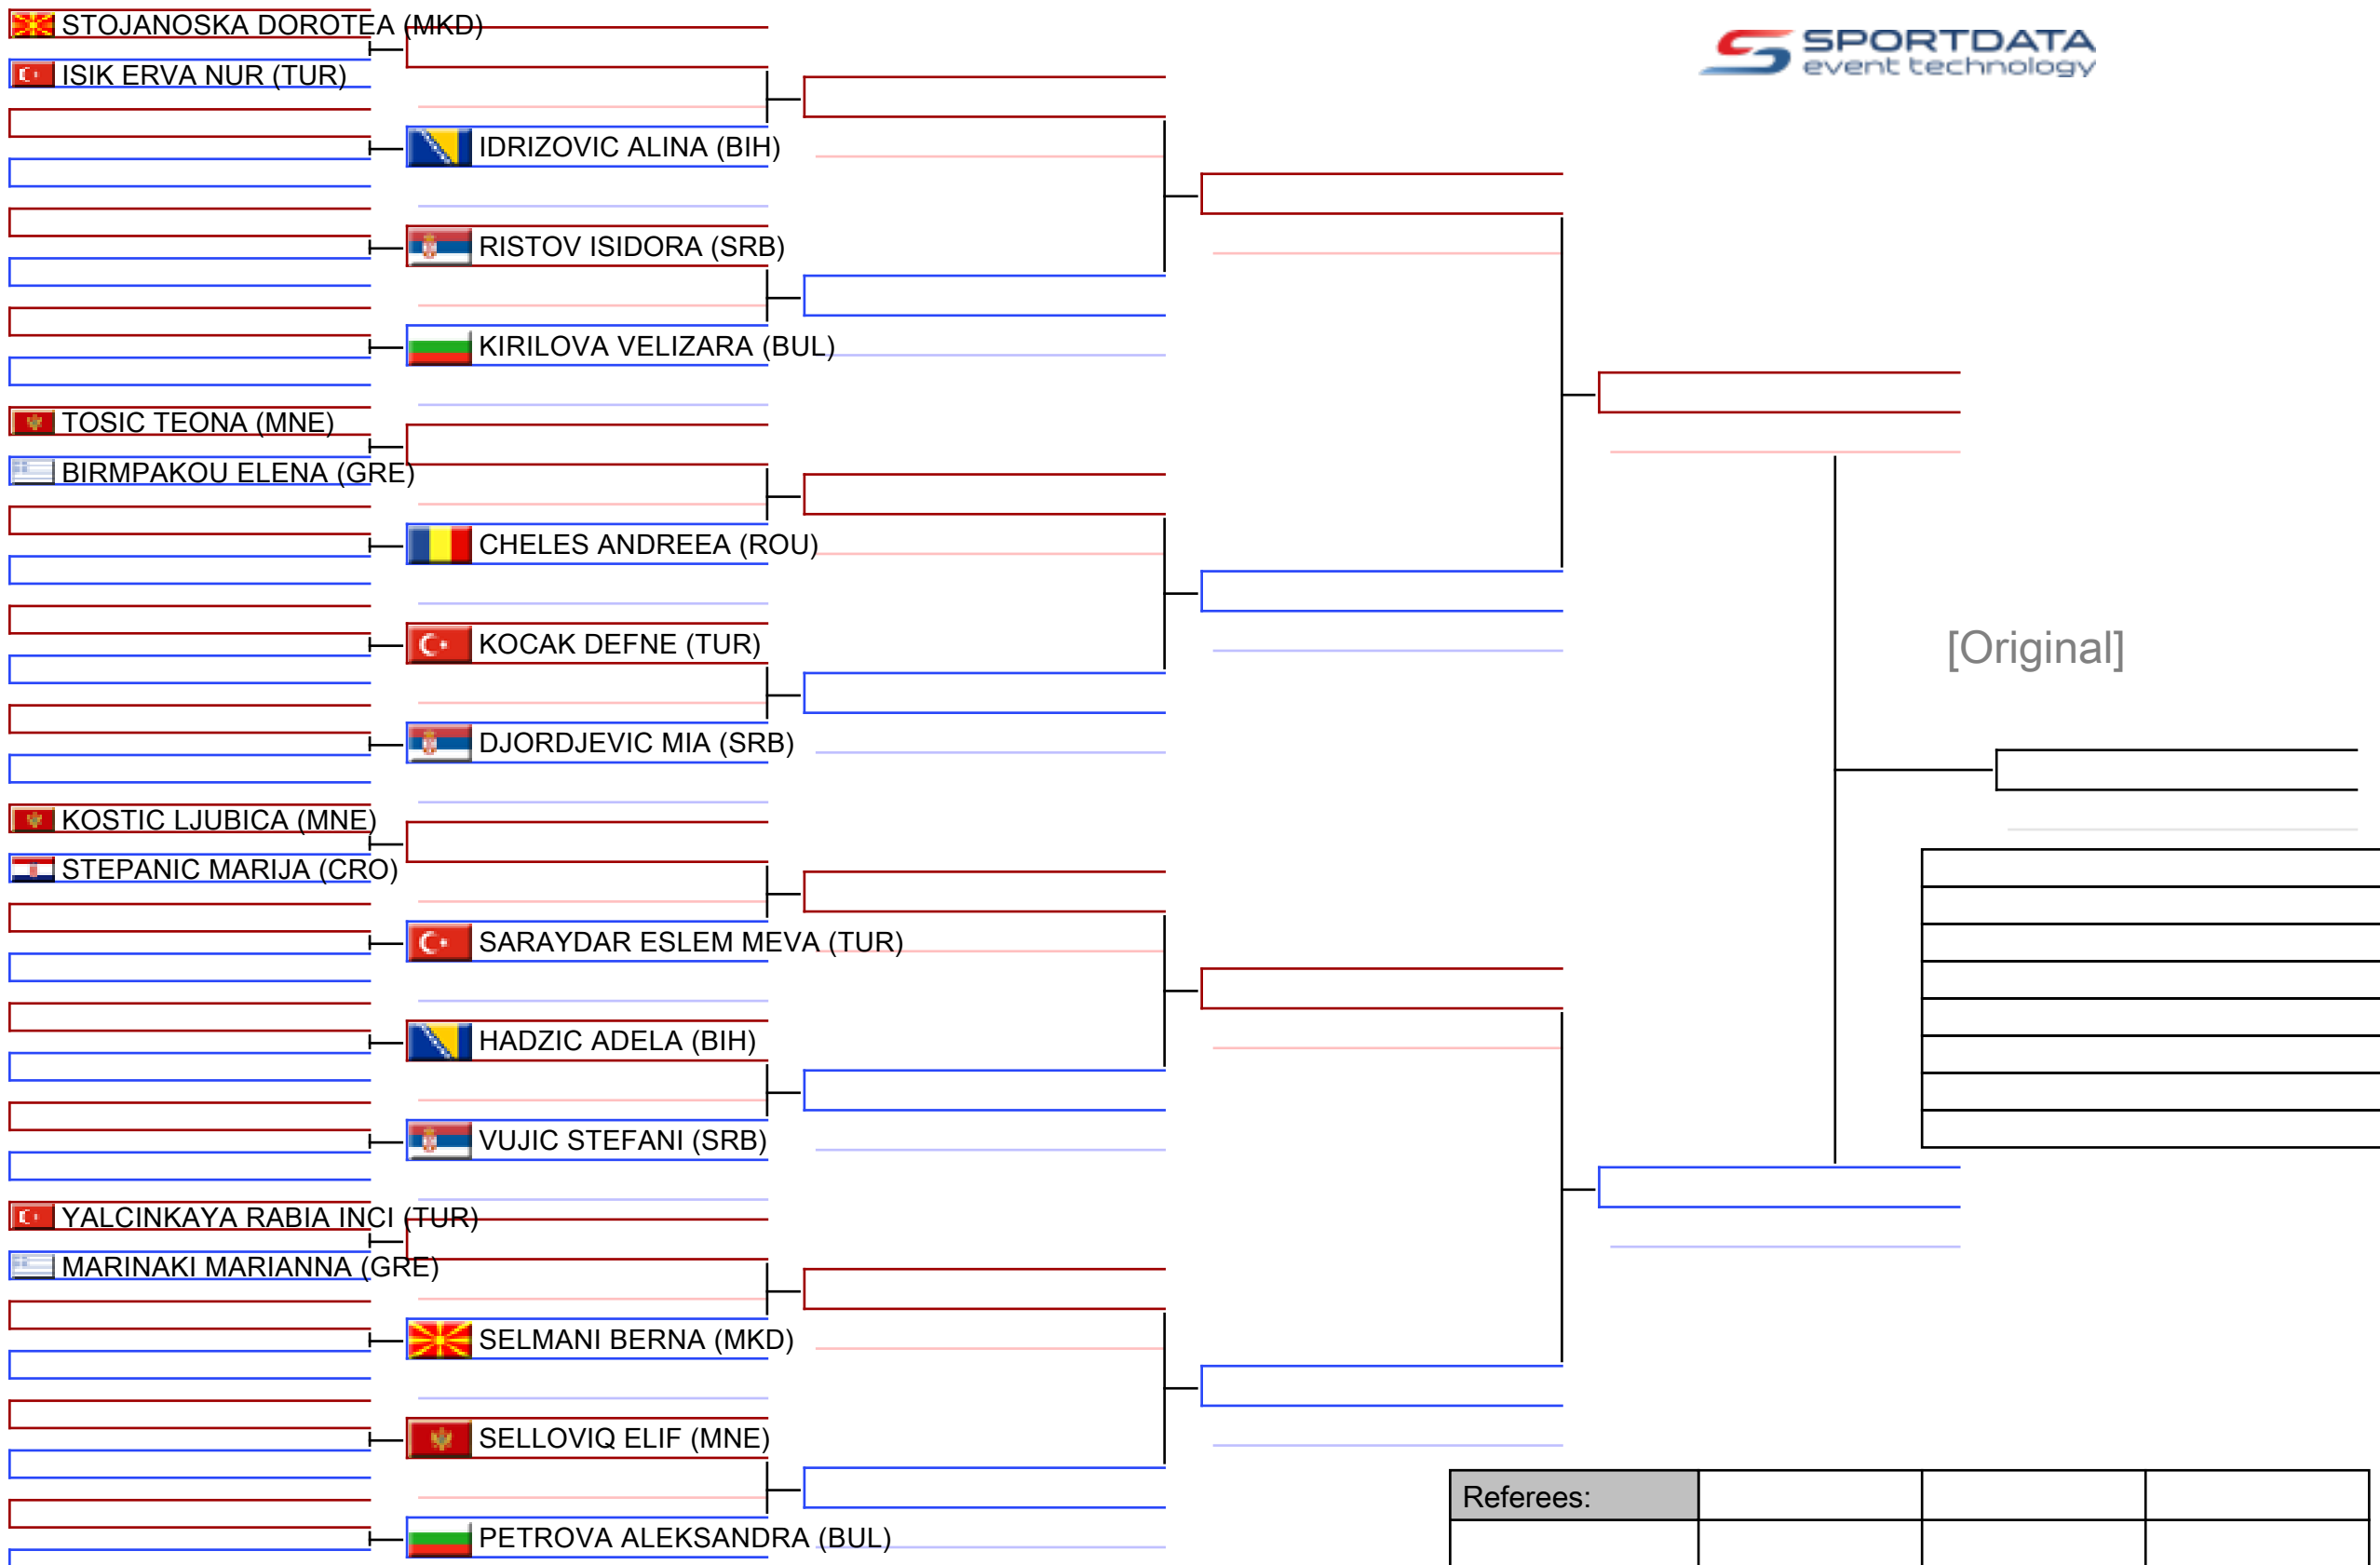 STOJANOSKA DOROTEA (MKD)
SPORTDATA
event technology
ISIK ERVA NUR (TUR)
IDRIZOVIC ALINA (BIH)
RISTOV ISIDORA (SRB)
KIRILOVA VELIZARA (BUL)
TOSIC TEONA (MNE)
BIRMPAKOU ELENA (GRE)
CHELES ANDREEA (ROU)
KOCAK DEFNE (TUR)
[Original]
DJORDJEVIC MIA (SRB)
KOSTIC LJUBICA (MNE)
STEPANIC MARIJA (CRO)
SARAYDAR ESLEM MEVA (TUR)
HADZIC ADELA (BIH)
VUJIC STEFANI (SRB)
YALCINKAYA RABIA INCI (TUR)
MARINAKI MARIANNA (GRE)
SELMANI BERNA (MKD)
SELLOVIQ ELIF (MNE)
Referees:
PETROVA ALEKSANDRA (BUL)